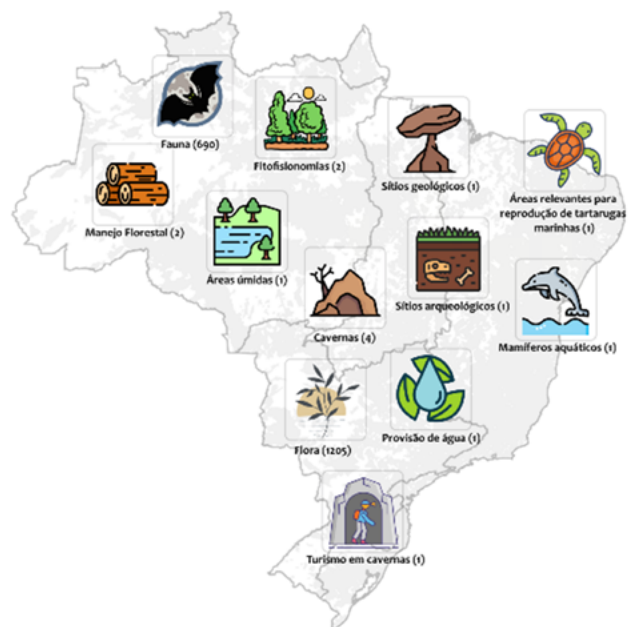 Fauna (690)
Fitofisionomias (2)
Sítios geológicos (1)
Áreas relevantes para
reprodução de tartarugas
marinhas (1)
Manejo Florestal (2)
Áreas úmidas (1)
Sítios arqueológicos (1)
Cavernas (4)
Mamíferos aquáticos (1)
Flora (1205)
Provisão de água (1)
Turismo em cavernas (1)